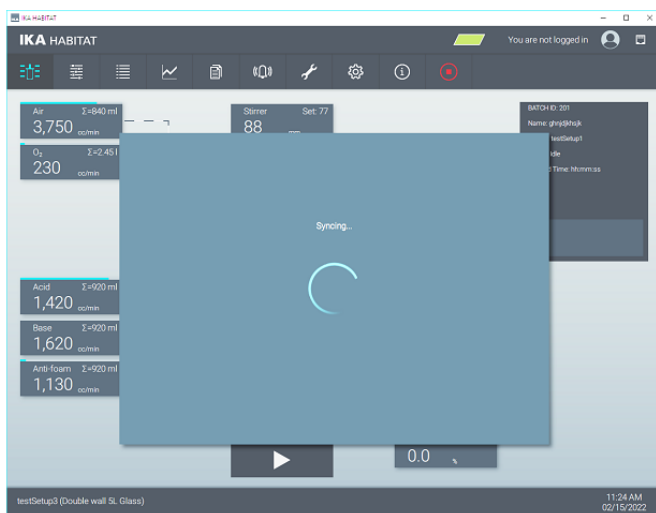 IKA HABITAT
IKA HABITAT
You are not logged in
Air Σ=840 ml
3,750 cc/min
O₂ Σ=2.45 l
230 cc/min
Stirrer Set: 77
88
BATCH ID: 201
Name: ghnjdjkhsjk
testSetup1
Idle
Time: hh:mm:ss
Syncing...
Acid Σ=920 ml
1,420 cc/min
Base Σ=920 ml
1,620 cc/min
Anti-foam Σ=920 ml
1,130 cc/min
0.0 %
testSetup3 (Double wall 5L Glass)
11:24 AM
02/15/2022